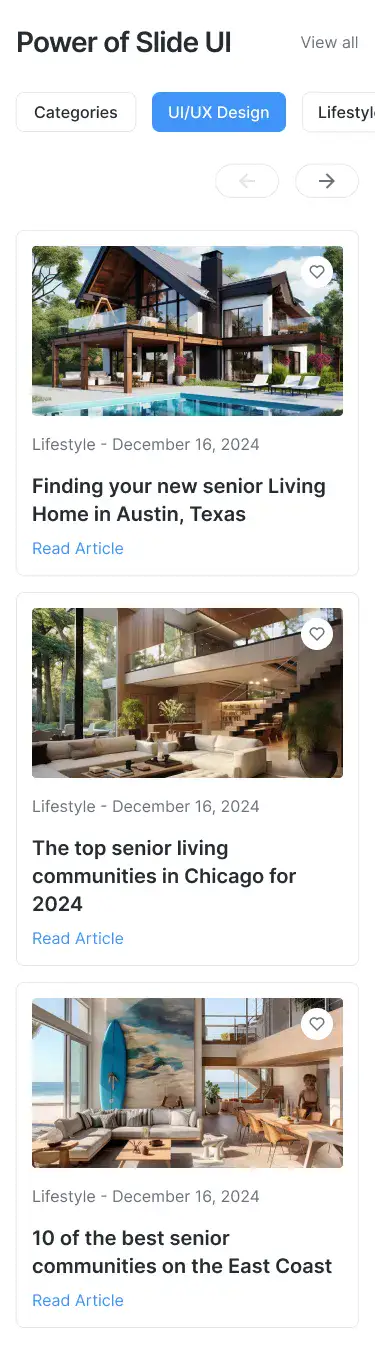 Power of Slide UI
View all
Categories
UI/UX Design
Lifestyl
Lifestyle - December 16, 2024
Finding your new senior Living
Home in Austin, Texas
Read Article
Lifestyle - December 16, 2024
The top senior living
communities in Chicago for
2024
Read Article
Lifestyle - December 16, 2024
10 of the best senior
communities on the East Coast
Read Article